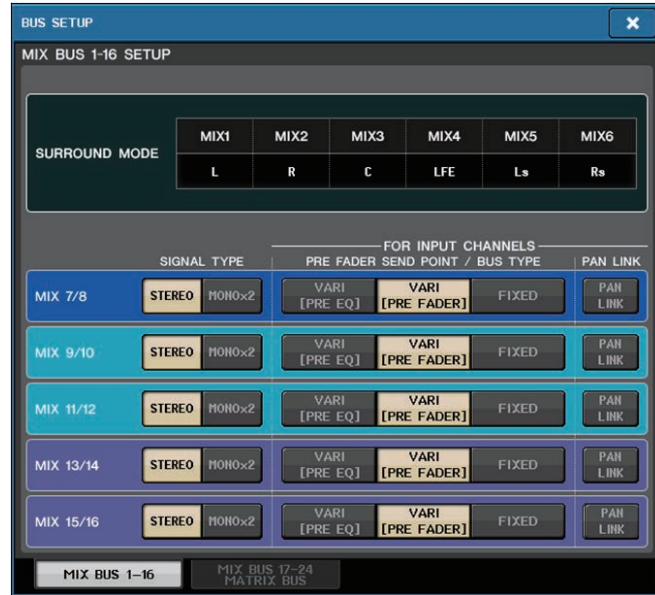 BUS SETUP
×
MIX BUS 1-16 SETUP
SURROUND MODE
MIX1 MIX2 MIX3 MIX4 MIX5 MIX6
L R C LFE Ls Rs
FOR INPUT CHANNELS
SIGNAL TYPE PRE FADER SEND POINT / BUS TYPE PAN LINK
MIX 7/8 STEREO MONO×2 VARI [PRE EQ] VARI [PRE FADER] FIXED PAN LINK
MIX 9/10 STEREO MONO×2 VARI [PRE EQ] VARI [PRE FADER] FIXED PAN LINK
MIX 11/12 STEREO MONO×2 VARI [PRE EQ] VARI [PRE FADER] FIXED PAN LINK
MIX 13/14 STEREO MONO×2 VARI [PRE EQ] VARI [PRE FADER] FIXED PAN LINK
MIX 15/16 STEREO MONO×2 VARI [PRE EQ] VARI [PRE FADER] FIXED PAN LINK
MIX BUS 1-16 MIX BUS 17-24 MATRIX BUS